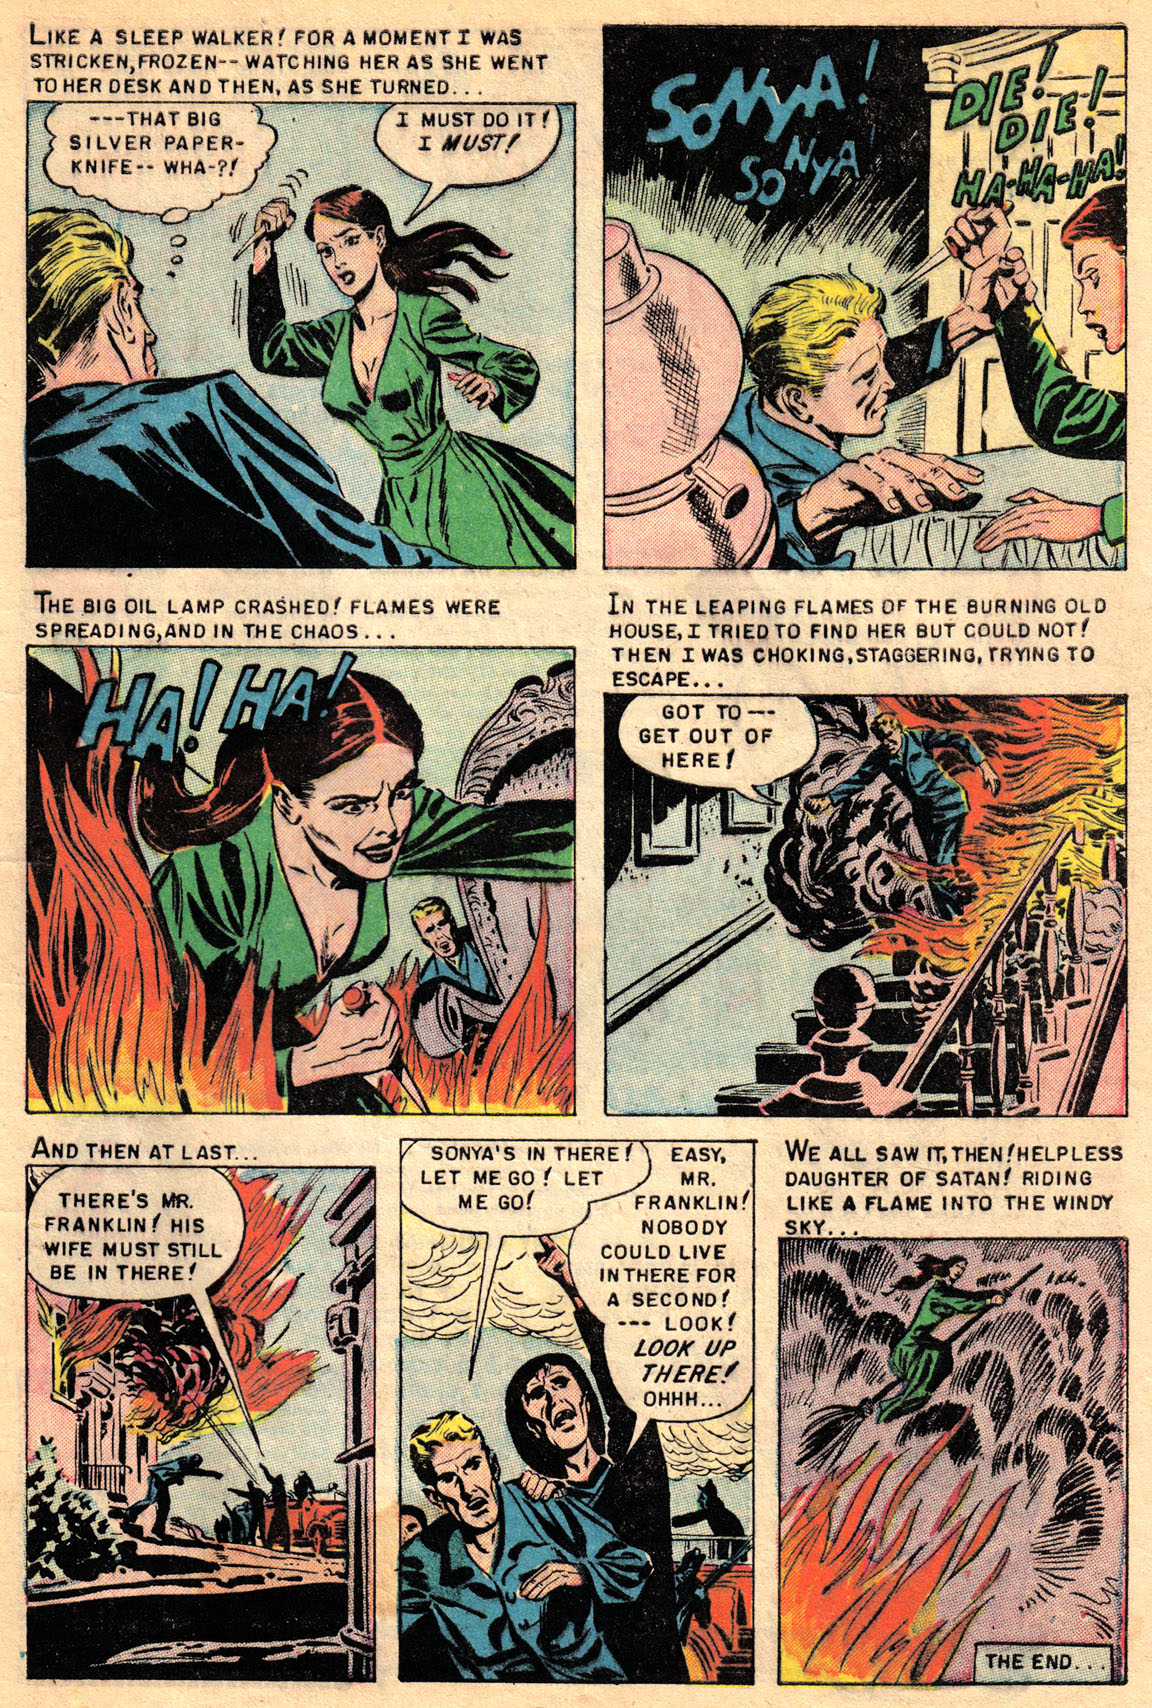 LIKE A SLEEP WALKER! FOR A MOMENT I WAS
STRICKEN, FROZEN-- WATCHING HER AS SHE WENT
TO HER DESK AND THEN, AS SHE TURNED...
---THAT BIG
SILVER PAPER-
KNIFE-- WHA-?!
I MUST DO IT!
I MUST!
SONYA!
SONYA!
DIE!
DIE!
HA-HA-HA!
THE BIG OIL LAMP CRASHED! FLAMES WERE
SPREADING, AND IN THE CHAOS...
HA! HA!
IN THE LEAPING FLAMES OF THE BURNING OLD
HOUSE, I TRIED TO FIND HER BUT COULD NOT!
THEN I WAS CHOKING, STAGGERING, TRYING TO
ESCAPE...
GOT TO---
GET OUT OF
HERE!
AND THEN AT LAST...
THERE'S MR.
FRANKLIN! HIS
WIFE MUST STILL
BE IN THERE!
SONYA'S IN THERE!
LET ME GO! LET
ME GO!
EASY,
MR.
FRANKLIN!
NOBODY
COULD LIVE
IN THERE FOR
A SECOND!
--- LOOK!
LOOK UP
THERE!
OHHH...
WE ALL SAW IT, THEN! HELPLESS
DAUGHTER OF SATAN! RIDING
LIKE A FLAME INTO THE WINDY
SKY...
THE END...